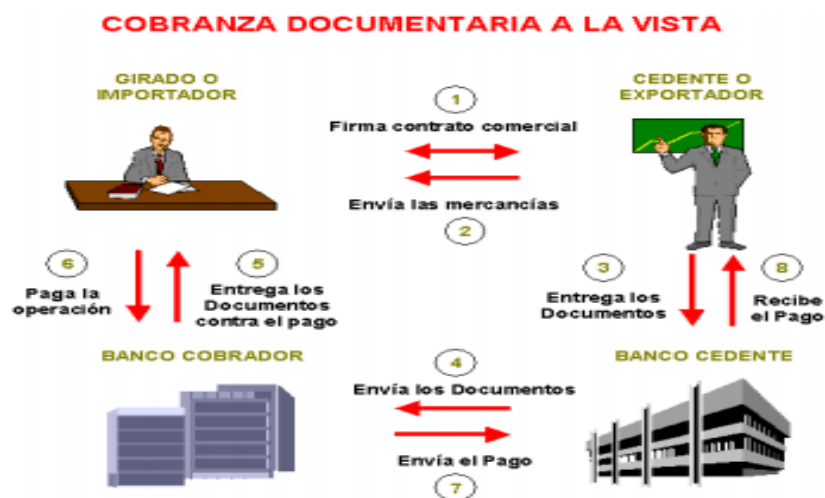 COBRANZA DOCUMENTARIA A LA VISTA
GIRADO O
IMPORTADOR
CEDENTE O
EXPORTADOR
1
Firma contrato comercial
Envía las mercancías
2
6
Paga la
operación
5
Entrega los
Documentos
contra el pago
3
Entrega los
Documentos
8
Recibe
el Pago
BANCO COBRADOR
BANCO CEDENTE
4
Envía los Documentos
Envía el Pago
7